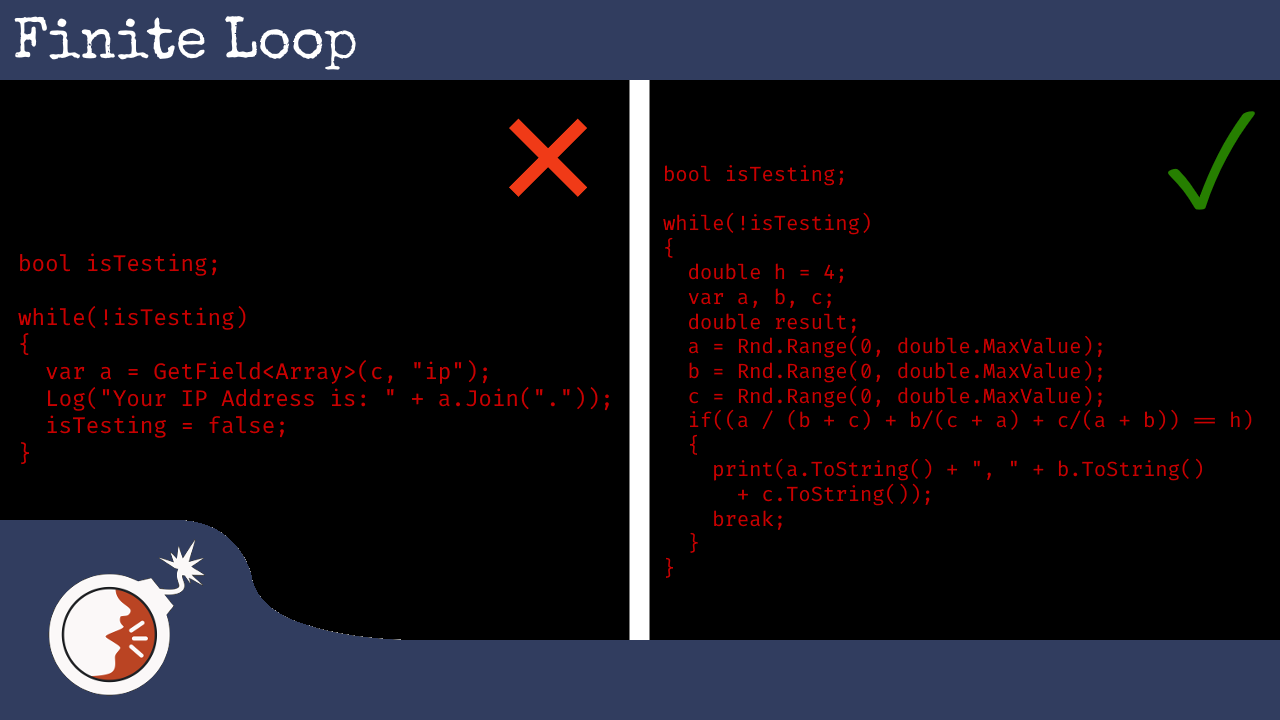 Finite Loop
bool isTesting;
while(!isTesting)
{
var a = GetField<Array>(c, "ip");
Log("Your IP Address is: " + a.Join("."));
isTesting = false;
}
bool isTesting;
while(!isTesting)
{
double h = 4;
var a, b, c;
double result;
a = Rnd.Range(0, double.MaxValue);
b = Rnd.Range(0, double.MaxValue);
c = Rnd.Range(0, double.MaxValue);
if((a / (b + c) + b/(c + a) + c/(a + b)) == h)
{
print(a.ToString() + ", " + b.ToString()
+ c.ToString());
break;
}
}